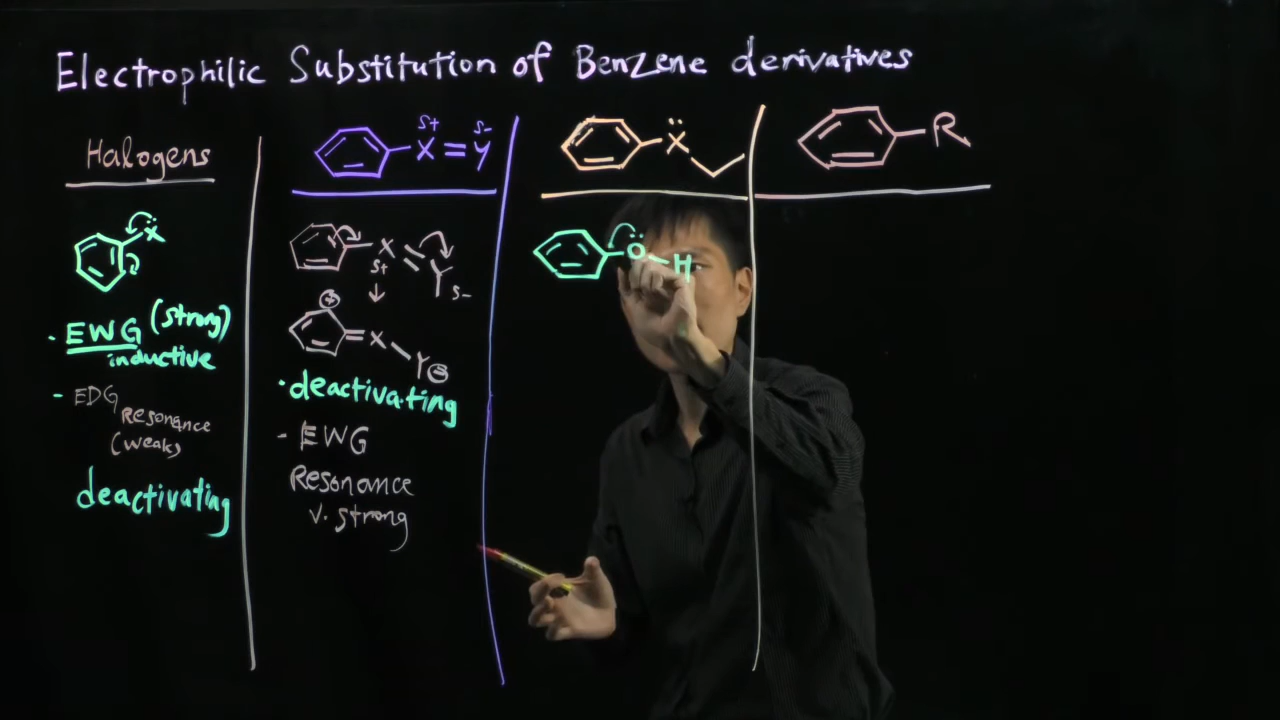 Electrophilic Substitution of Benzene derivatives
Halogens
X
· EWG (strong)
inductive
- EDG
Resonance
(weak)
deactivating
δ+ δ-
X=Y
X
δ+
Y δ-
X
Y ⊖
⊕
· deactivating
- EWG
Resonance
v. strong
X
O H
R